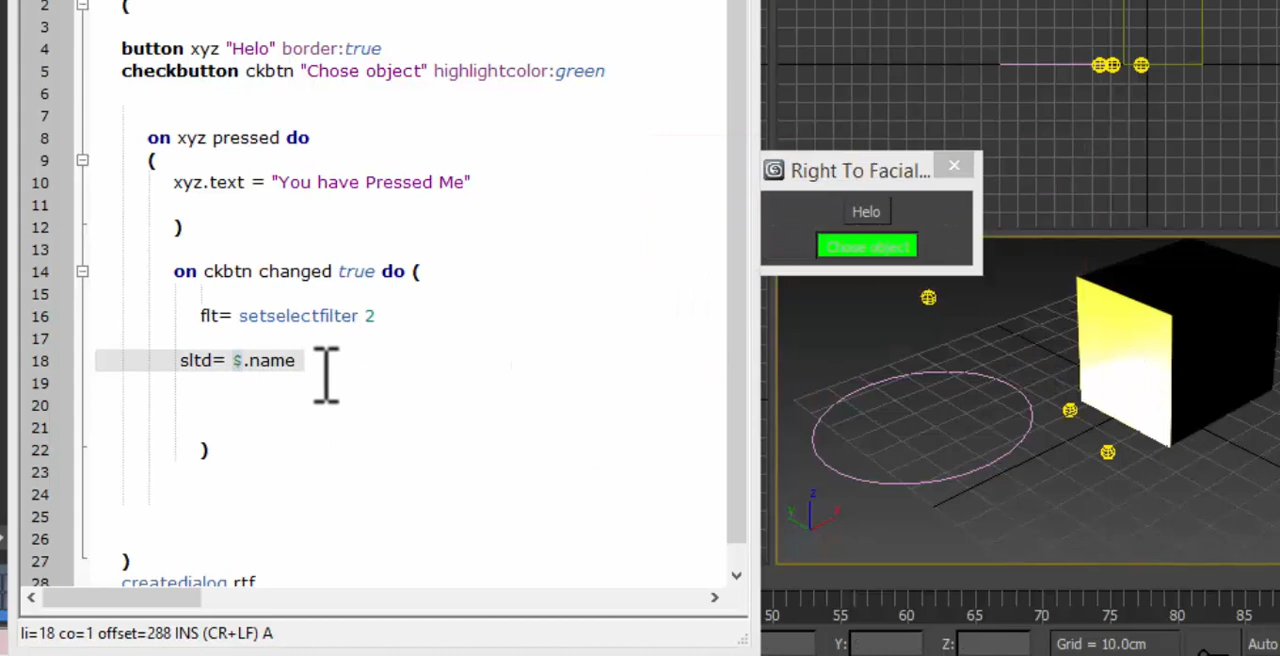 2 (
3
4 button xyz "Helo" border:true
5 checkbutton ckbtn "Chose object" highlightcolor:green
6
7
8 on xyz pressed do
9 (
10 xyz.text = "You have Pressed Me"
11
12 )
13
14 on ckbtn changed true do (
15
16 flt= setselectfilter 2
17
18 sltd= $.name
19
20
21
22 )
23
24
25
26
27 )
28 createdialog rtf
li=18 co=1 offset=288 INS (CR+LF) A
Right To Facial...
Helo
Chose object
z
y x
50 55 60 65 70 75 80 85
Y: Z: Grid = 10.0cm Auto